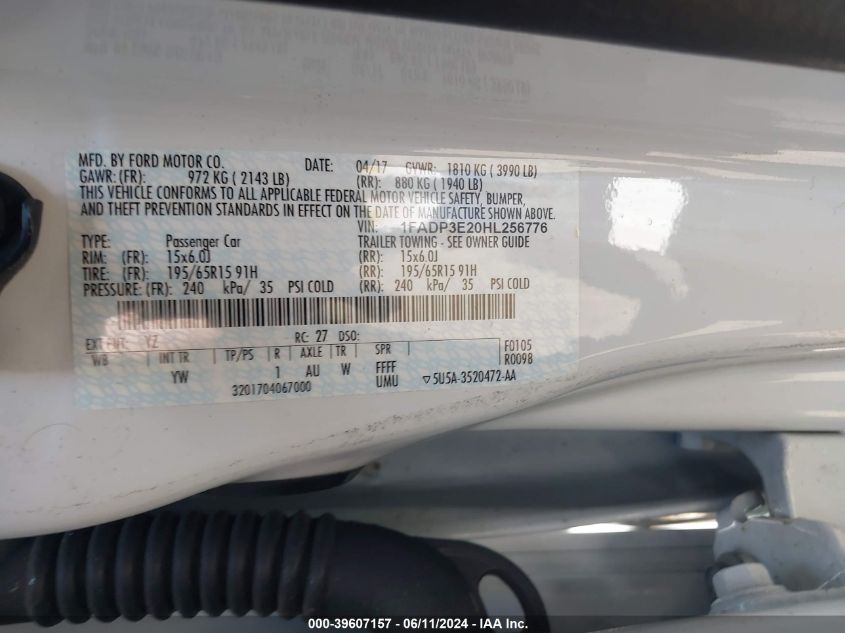 MFD. BY FORD MOTOR CO. DATE: 04/17 GVWR: 1810 KG ( 3990 LB)
GAWR: (FR) 972 KG ( 2143 LB) (RR): 880 KG ( 1940 LB)
THIS VEHICLE CONFORMS TO ALL APPLICABLE FEDERAL MOTOR VEHICLE SAFETY, BUMPER,
AND THEFT PREVENTION STANDARDS IN EFFECT ON THE DATE OF MANUFACTURE SHOWN ABOVE.
VIN: 1FADP3E20HL256776
TYPE: Passenger Car TRAILER TOWING - SEE OWNER GUIDE
RIM: (FR): 15x6.0J (RR): 15x6.0J
TIRE: (FR): 195/65R15 91H (RR): 195/65R15 91H
PRESSURE: (FR): 240 kPa/ 35 PSI COLD (RR): 240 kPa/ 35 PSI COLD
EXT PNT: YZ RC: 27 DSO: F0105
WB INT TR TP/PS R AXLE TR SPR R0098
YW 1 AU W FFFF
3201704067000 UMU ▽5U5A-3520472-AA
000-39607157 - 06/11/2024 - IAA Inc.